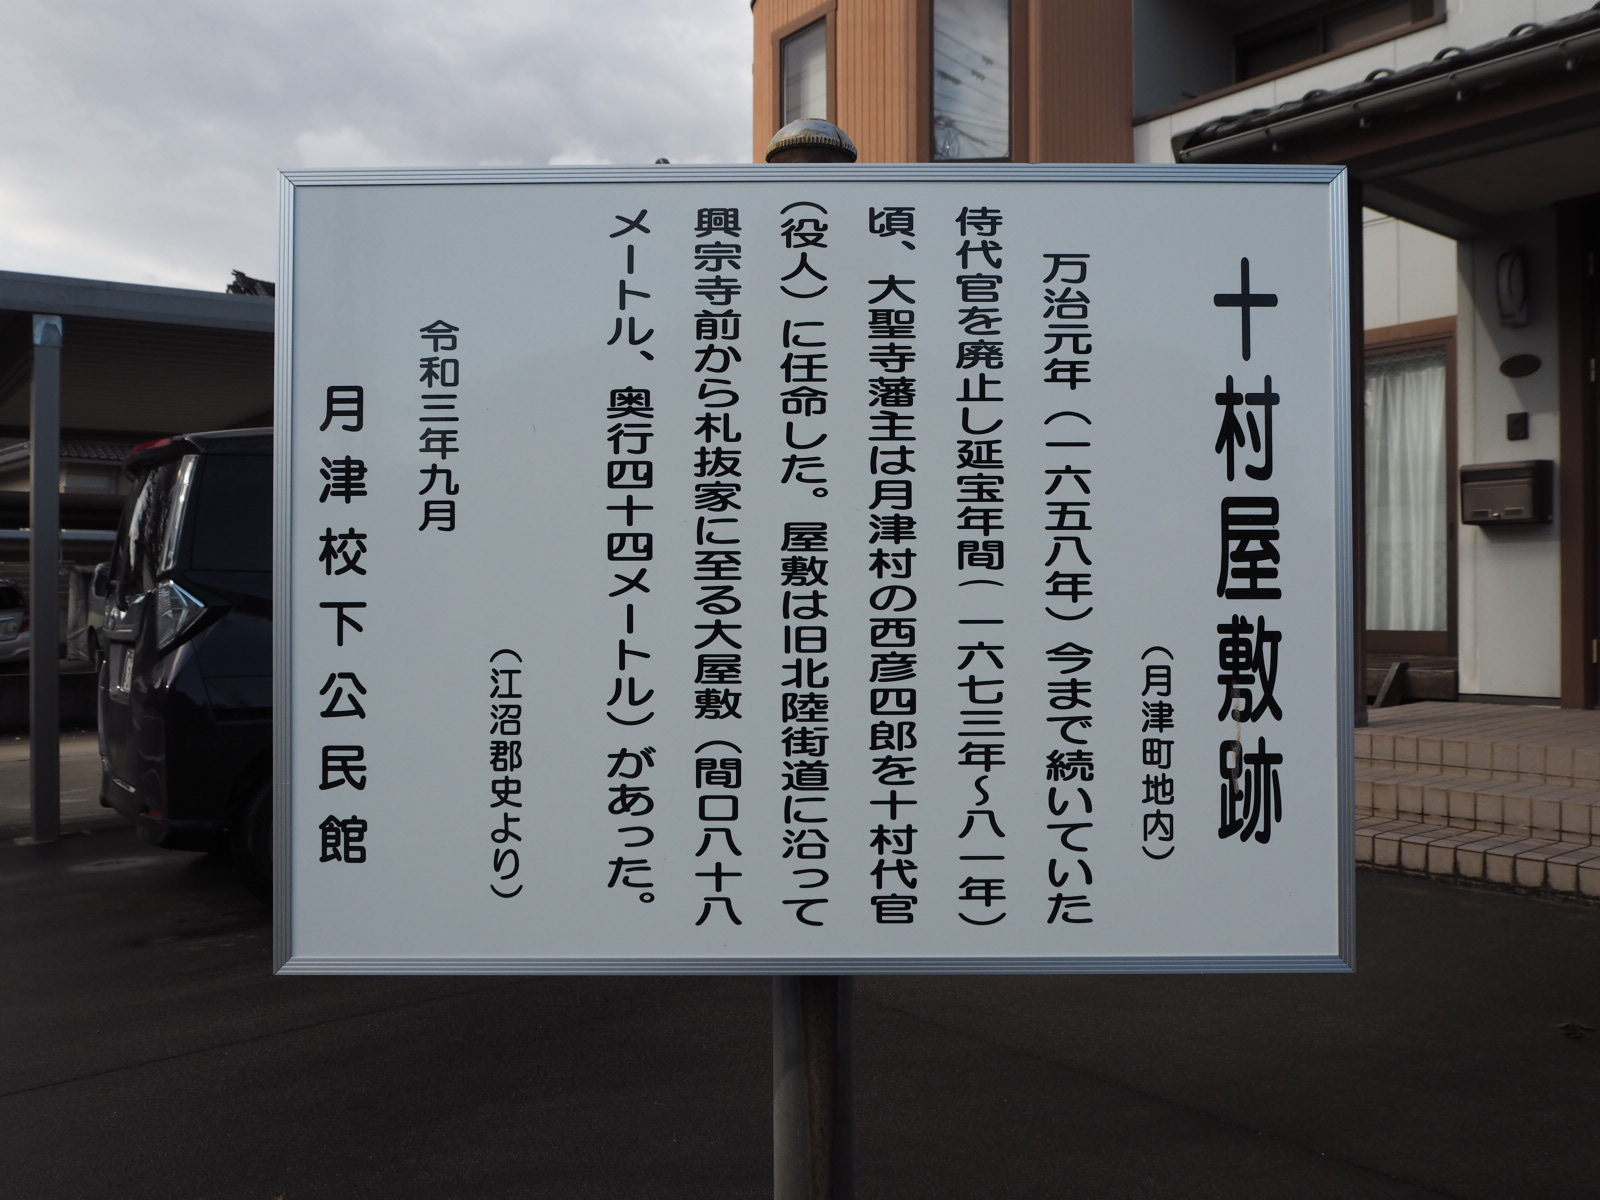 十村屋敷跡
（月津町地内）
万治元年（一六五八年）今まで続いていた
侍代官を廃止し延宝年間（一六七三年～八一年）
頃、大聖寺藩主は月津村の西彦四郎を十村代官
（役人）に任命した。屋敷は旧北陸街道に沿って
興宗寺前から札抜家に至る大屋敷（間口八十八
メートル、奥行四十四メートル）があった。
（江沼郡史より）
令和三年九月
月津校下公民館